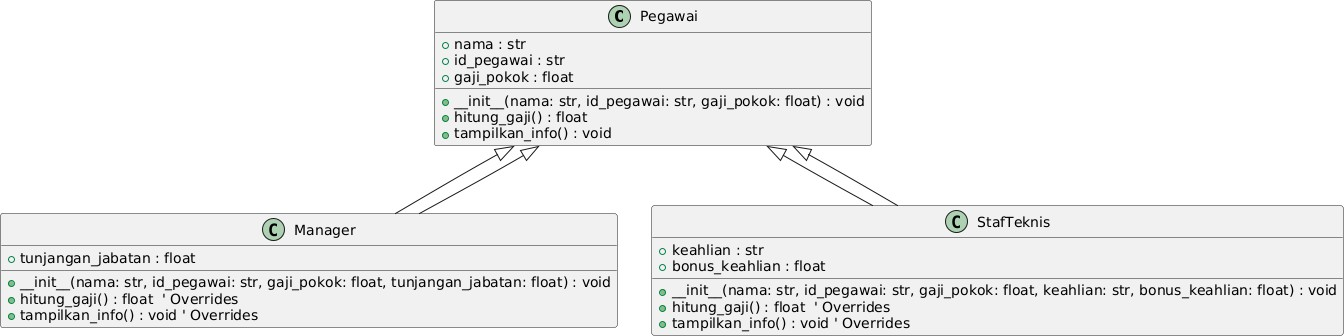 C Pegawai
nama : str
id_pegawai : str
gaji_pokok : float
__init__(nama: str, id_pegawai: str, gaji_pokok: float) : void
hitung_gaji() : float
tampilkan_info() : void
C Manager
tunjangan_jabatan : float
__init__(nama: str, id_pegawai: str, gaji_pokok: float, tunjangan_jabatan: float) : void
hitung_gaji() : float  ' Overrides
tampilkan_info() : void ' Overrides
C StafTeknis
keahlian : str
bonus_keahlian : float
__init__(nama: str, id_pegawai: str, gaji_pokok: float, keahlian: str, bonus_keahlian: float) : void
hitung_gaji() : float  ' Overrides
tampilkan_info() : void ' Overrides